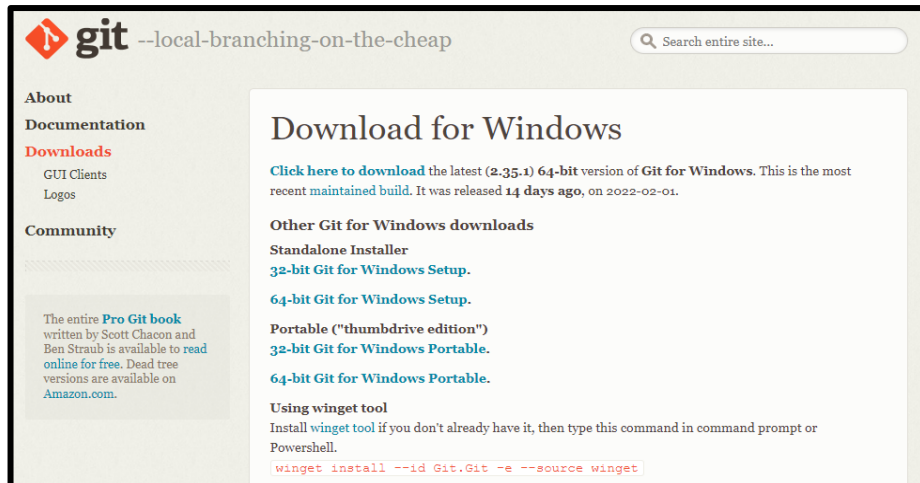 git --local-branching-on-the-cheap
Search entire site...
About
Documentation
Downloads
GUI Clients
Logos
Community
The entire Pro Git book
written by Scott Chacon and
Ben Straub is available to read
online for free. Dead tree
versions are available on
Amazon.com.
Download for Windows
Click here to download the latest (2.35.1) 64-bit version of Git for Windows. This is the most
recent maintained build. It was released 14 days ago, on 2022-02-01.
Other Git for Windows downloads
Standalone Installer
32-bit Git for Windows Setup.
64-bit Git for Windows Setup.
Portable ("thumbdrive edition")
32-bit Git for Windows Portable.
64-bit Git for Windows Portable.
Using winget tool
Install winget tool if you don't already have it, then type this command in command prompt or
Powershell.
winget install --id Git.Git -e --source winget